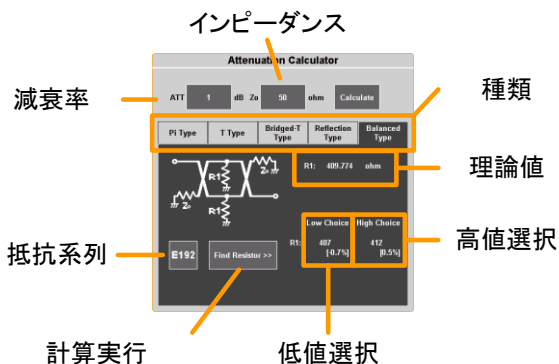 インピーダンス
Attenuation Calculator
減衰率
ATT 1 dB Zo 50 ohm Calculate
種類
Pi Type
T Type
Bridged-T Type
Reflection Type
Balanced Type
Zo
R1: 409.774 ohm
理論値
Zo
R1
R1
Low Choice
High Choice
高値選択
抵抗系列
E192
Find Resistor >>
R1:
407
[-0.7%]
412
[0.5%]
計算実行
低値選択